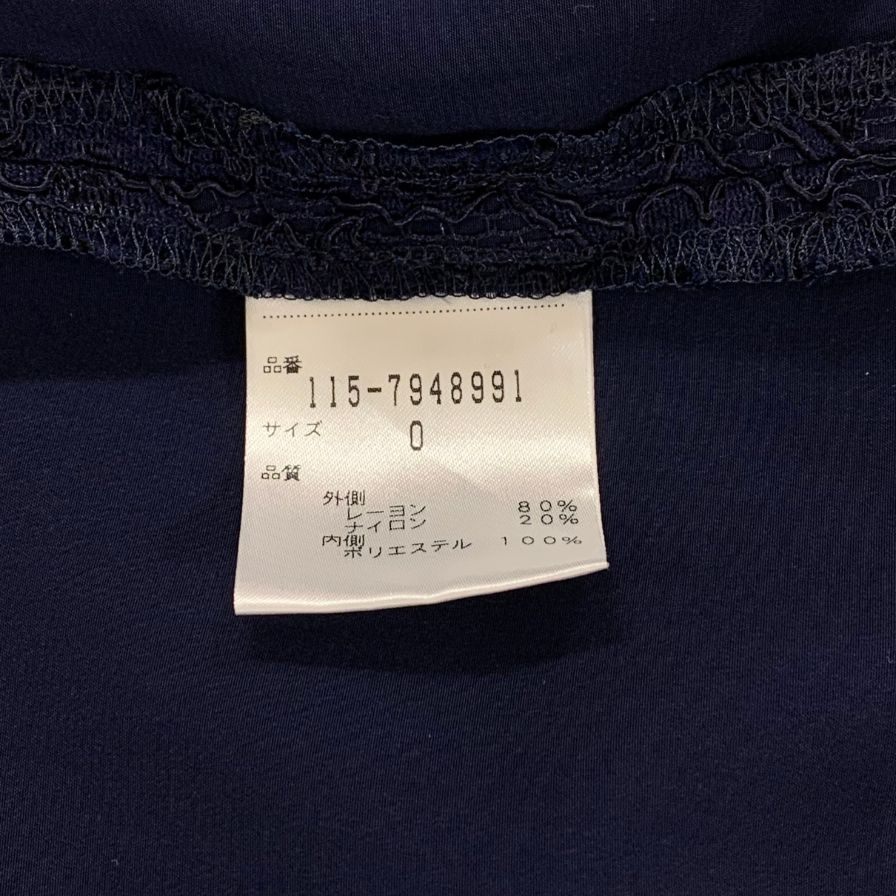 品番
115-7948991
サイズ 0
品質
外側
レーヨン 80%
ナイロン 20%
内側
ポリエステル 100%